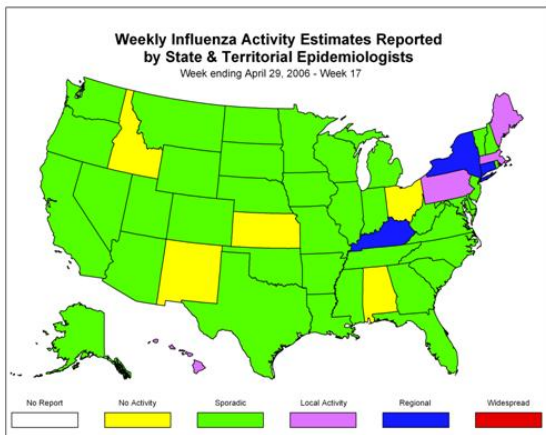 Weekly Influenza Activity Estimates Reported
by State & Territorial Epidemiologists
Week ending April 29, 2006 - Week 17
No Report
No Activity
Sporadic
Local Activity
Regional
Widespread